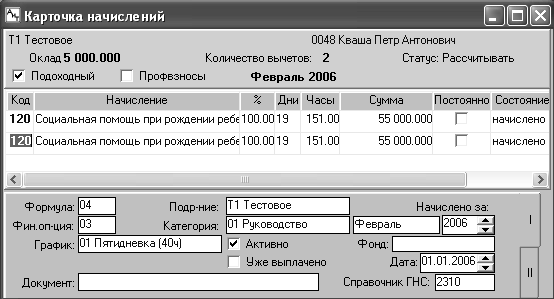 Карточка начислений
Т1 Тестовое 0048 Кваша Петр Антонович
Оклад 5 000.000 Количество вычетов: 2 Статус: Рассчитывать
Подоходный Профвзносы Февраль 2006
Код Начисление % Дни Часы Сумма Постоянно Состояние
120 Социальная помощь при рождении ребе 100.00 19 151.00 55 000.000 начислено
120 Социальная помощь при рождении ребе 100.00 19 151.00 55 000.000 начислено
Формула: 04 Подр-ние: Т1 Тестовое Начислено за:
Фин.оп-ция: 03 Категория: 01 Руководство Февраль 2006
График: 01 Пятидневка (40ч) Активно Фонд:
Уже выплачено Дата: 01.01.2006
Документ: Справочник ГНС: 2310
I
II